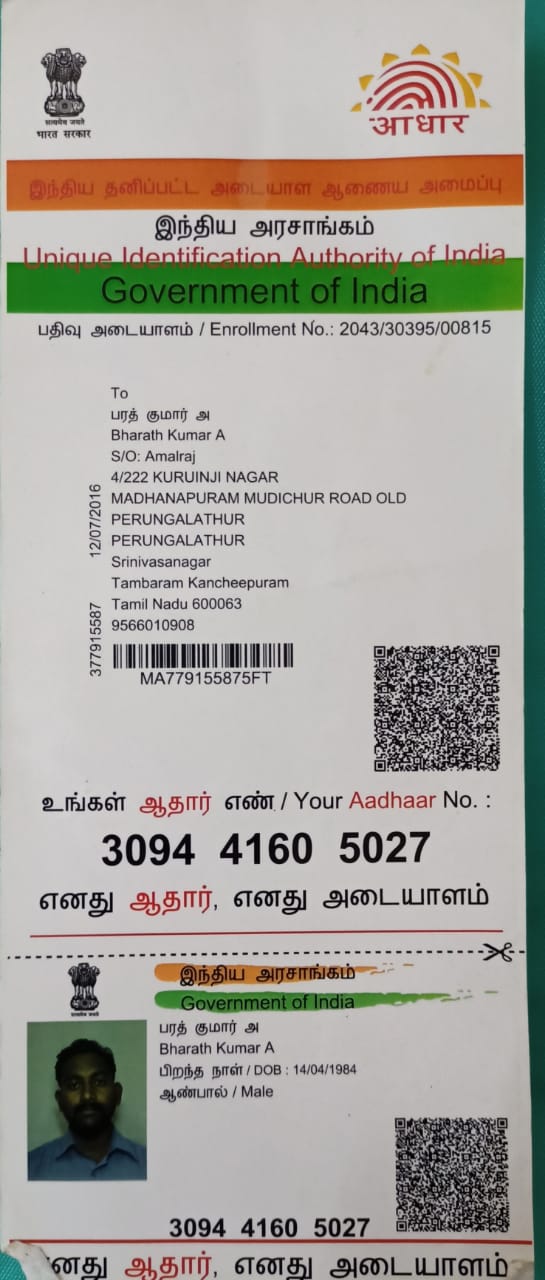 सत्यमेव जयते
भारत सरकार
आधार
இந்திய தனிப்பட்ட அடையாள ஆணைய அமைப்பு
இந்திய அரசாங்கம்
Unique Identification Authority of India
Government of India
பதிவு அடையாளம் / Enrollment No.: 2043/30395/00815
To
பரத் குமார் அ
Bharath Kumar A
S/O: Amalraj
4/222 KURUINJI NAGAR
MADHANAPURAM MUDICHUR ROAD OLD
PERUNGALATHUR
PERUNGALATHUR
Srinivasanagar
Tambaram Kancheepuram
Tamil Nadu 600063
9566010908
12/07/2016
377915587
MA779155875FT
உங்கள் ஆதார் எண் / Your Aadhaar No. :
3094 4160 5027
எனது ஆதார், எனது அடையாளம்
இந்திய அரசாங்கம்
Government of India
सत्यमेव जयते
பரத் குமார் அ
Bharath Kumar A
பிறந்த நாள் / DOB : 14/04/1984
ஆண்பால் / Male
3094 4160 5027
எனது ஆதார், எனது அடையாளம்